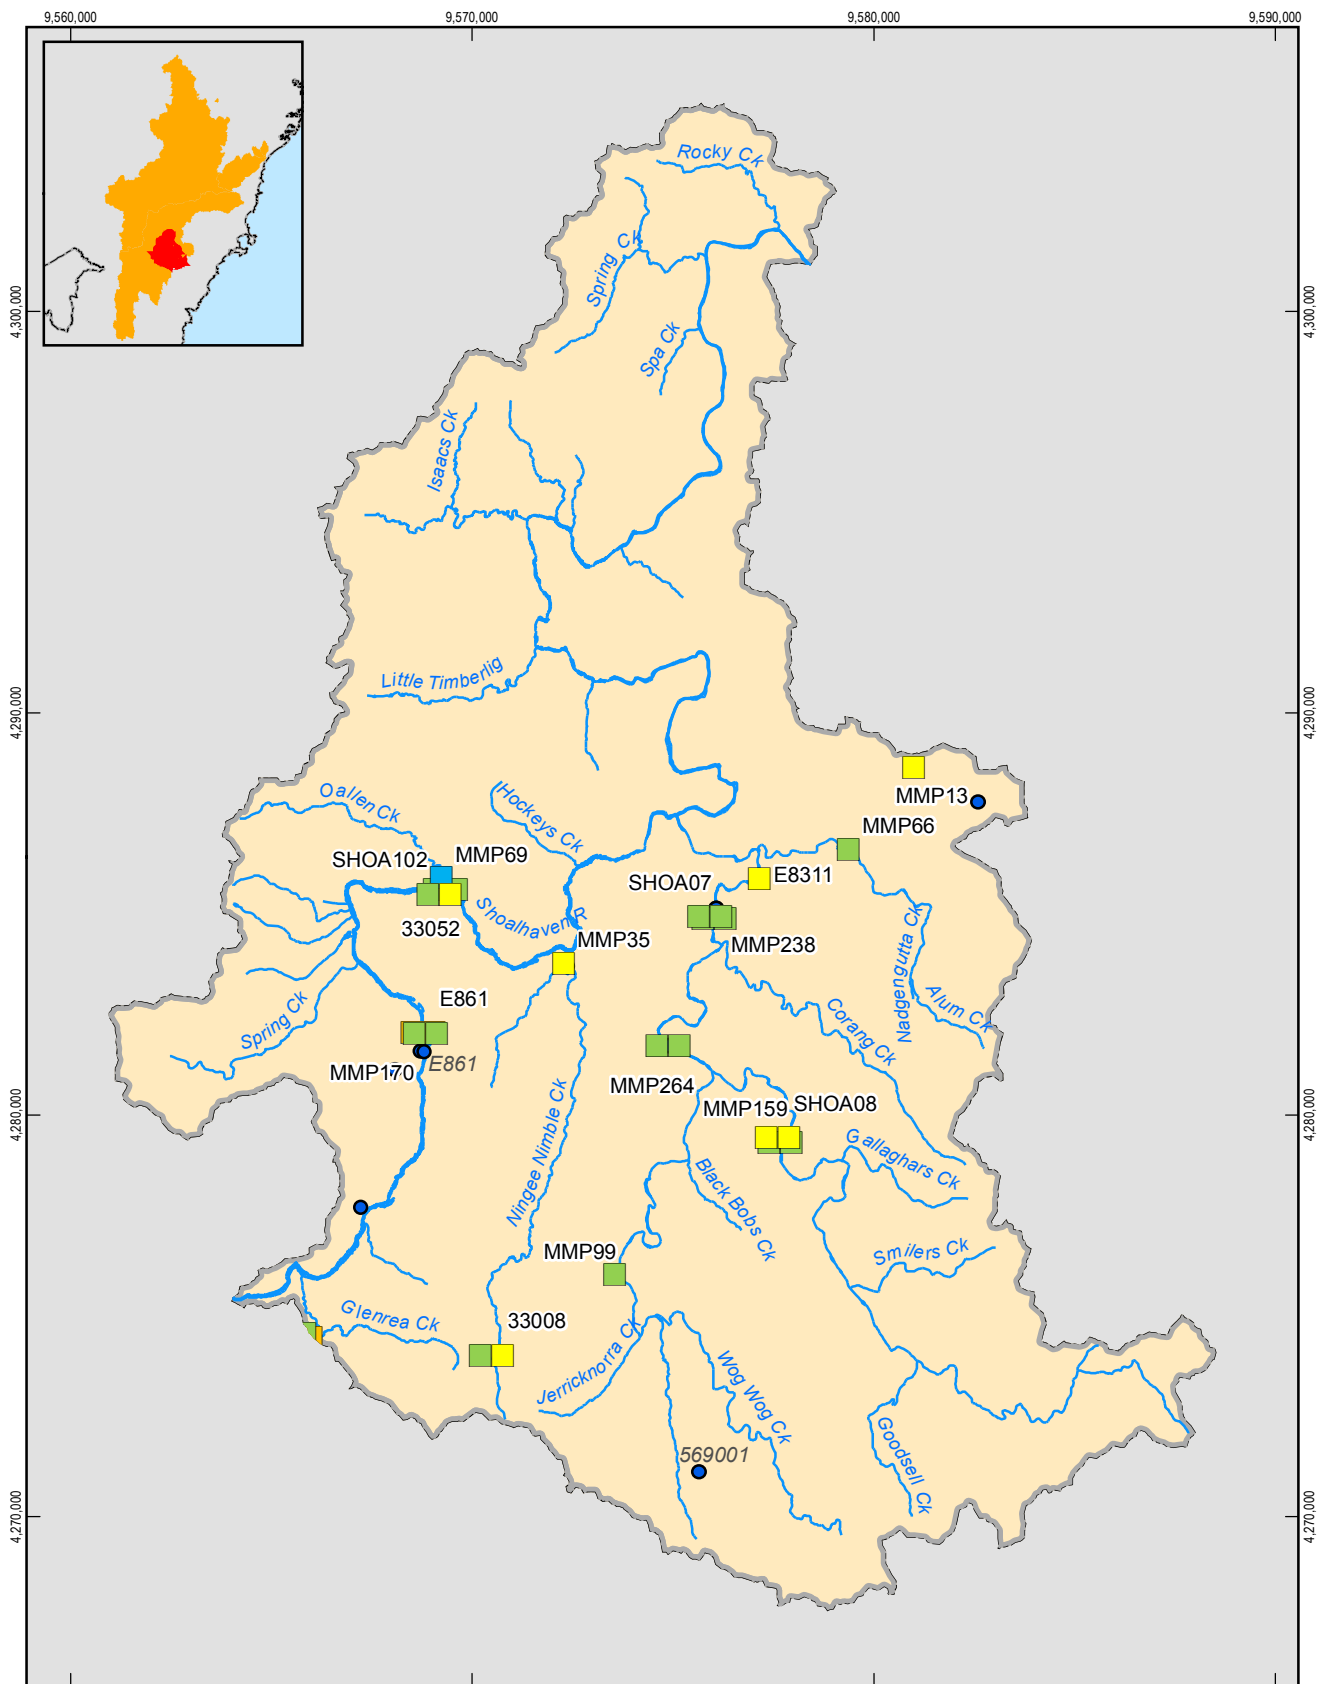 9,560,000
9,570,000
9,580,000
9,590,000
Rocky Ck
Spring Ck
4,300,000
4,300,000
Spa Ck
Isaacs Ck
Little Timberlig
4,290,000
4,290,000
Oallen Ck
Hockeys Ck
MMP13
MMP66
SHOA102
MMP69
SHOA07
E8311
33052
Shoalhaven R
MMP35
MMP238
Nadgengutta Ck
Alum Ck
Spring Ck
E861
Corang Ck
E861
MMP170
MMP264
4,280,000
4,280,000
MMP159
SHOA08
Gallaghars Ck
Ningee Nimble Ck
Black Bobs Ck
MMP99
Smilers Ck
Glenrea Ck
33008
Jerricknorra Ck
Wog Wog Ck
Goodsell Ck
569001
4,270,000
4,270,000